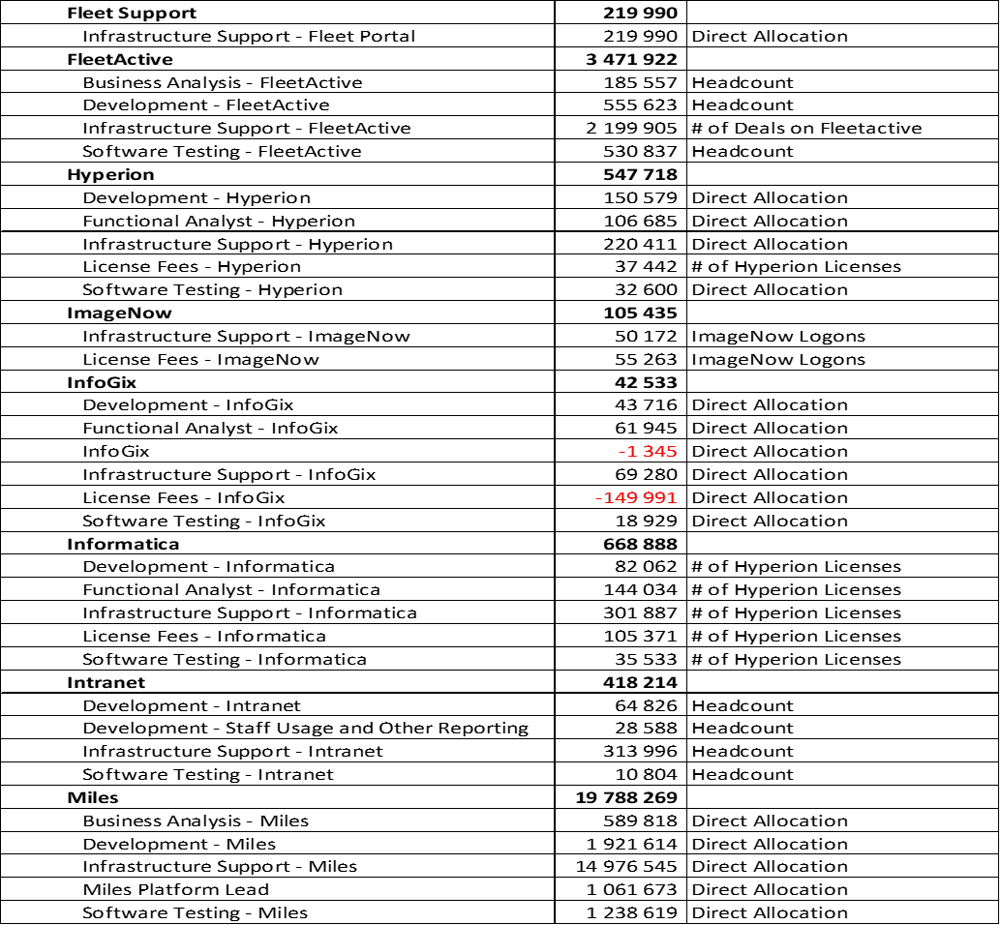 Fleet Support 219 990
Infrastructure Support - Fleet Portal 219 990 Direct Allocation
FleetActive 3 471 922
Business Analysis - FleetActive 185 557 Headcount
Development - FleetActive 555 623 Headcount
Infrastructure Support - FleetActive 2 199 905 # of Deals on Fleetactive
Software Testing - FleetActive 530 837 Headcount
Hyperion 547 718
Development - Hyperion 150 579 Direct Allocation
Functional Analyst - Hyperion 106 685 Direct Allocation
Infrastructure Support - Hyperion 220 411 Direct Allocation
License Fees - Hyperion 37 442 # of Hyperion Licenses
Software Testing - Hyperion 32 600 Direct Allocation
ImageNow 105 435
Infrastructure Support - ImageNow 50 172 ImageNow Logons
License Fees - ImageNow 55 263 ImageNow Logons
InfoGix 42 533
Development - InfoGix 43 716 Direct Allocation
Functional Analyst - InfoGix 61 945 Direct Allocation
InfoGix -1 345 Direct Allocation
Infrastructure Support - InfoGix 69 280 Direct Allocation
License Fees - InfoGix -149 991 Direct Allocation
Software Testing - InfoGix 18 929 Direct Allocation
Informatica 668 888
Development - Informatica 82 062 # of Hyperion Licenses
Functional Analyst - Informatica 144 034 # of Hyperion Licenses
Infrastructure Support - Informatica 301 887 # of Hyperion Licenses
License Fees - Informatica 105 371 # of Hyperion Licenses
Software Testing - Informatica 35 533 # of Hyperion Licenses
Intranet 418 214
Development - Intranet 64 826 Headcount
Development - Staff Usage and Other Reporting 28 588 Headcount
Infrastructure Support - Intranet 313 996 Headcount
Software Testing - Intranet 10 804 Headcount
Miles 19 788 269
Business Analysis - Miles 589 818 Direct Allocation
Development - Miles 1 921 614 Direct Allocation
Infrastructure Support - Miles 14 976 545 Direct Allocation
Miles Platform Lead 1 061 673 Direct Allocation
Software Testing - Miles 1 238 619 Direct Allocation